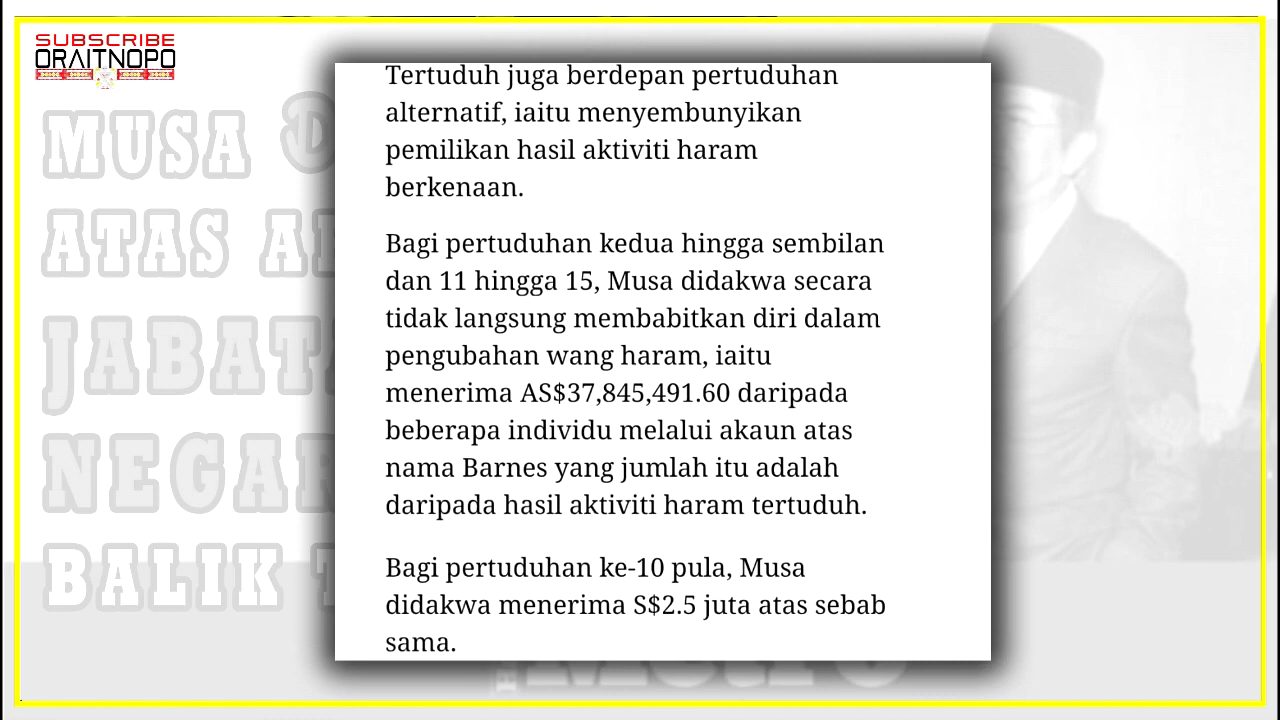 SUBSCRIBE
ORAITNOPO
MUSA
ATAS
JABATA
NEGAR
BALIK
Tertuduh juga berdepan pertuduhan
alternatif, iaitu menyembunyikan
pemilikan hasil aktiviti haram
berkenaan.
Bagi pertuduhan kedua hingga sembilan
dan 11 hingga 15, Musa didakwa secara
tidak langsung membabitkan diri dalam
pengubahan wang haram, iaitu
menerima AS$37,845,491.60 daripada
beberapa individu melalui akaun atas
nama Barnes yang jumlah itu adalah
daripada hasil aktiviti haram tertuduh.
Bagi pertuduhan ke-10 pula, Musa
didakwa menerima S$2.5 juta atas sebab
sama.